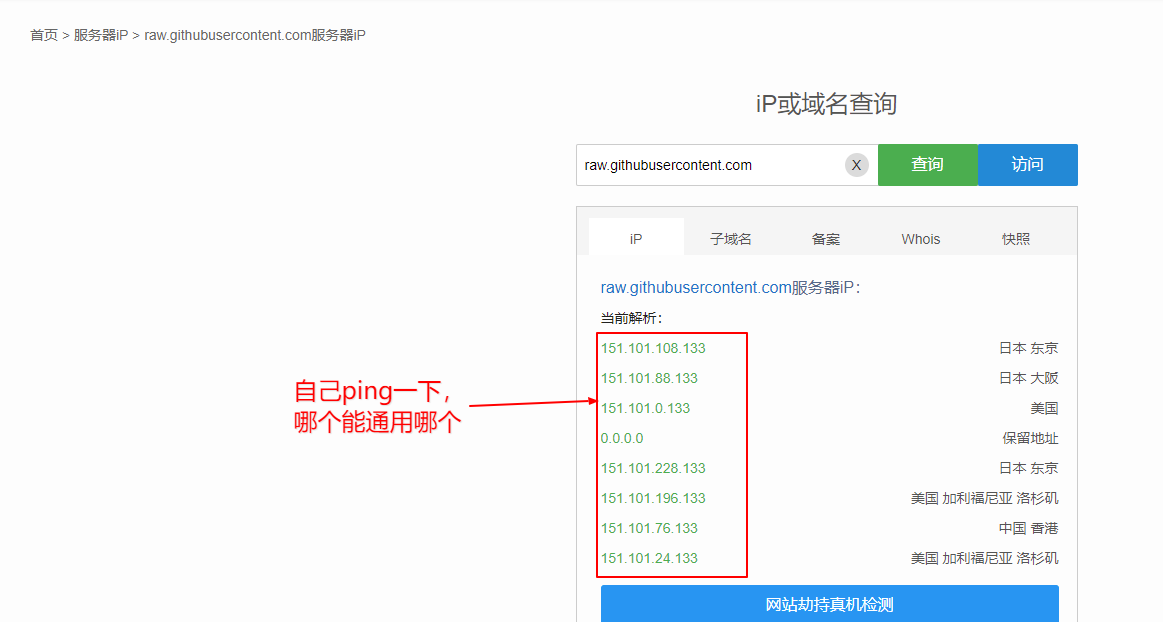 首页 > 服务器iP > raw.githubusercontent.com服务器iP
iP或域名查询
raw.githubusercontent.com X 查询 访问
iP 子域名 备案 Whois 快照
raw.githubusercontent.com服务器iP：
当前解析：
151.101.108.133 日本 东京
151.101.88.133 日本 大阪
151.101.0.133 美国
0.0.0.0 保留地址
151.101.228.133 日本 东京
151.101.196.133 美国 加利福尼亚 洛杉矶
151.101.76.133 中国 香港
151.101.24.133 美国 加利福尼亚 洛杉矶
自己ping一下，
哪个能通用哪个
网站劫持真机检测